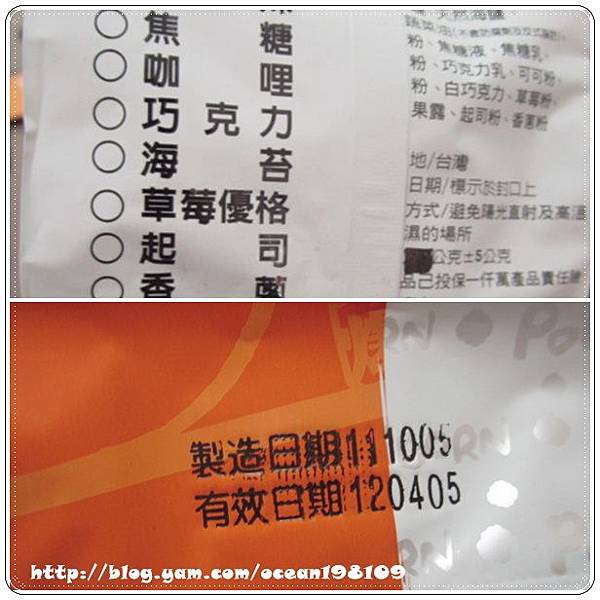 焦 糖
咖 哩
巧 克 力
海 苔
草莓優格
起 司
香
粉、焦糖液、焦糖乳
粉、巧克力乳、可可粉、
粉、白巧克力、草莓粉、
果露、起司粉、香蔥粉
地/台灣
日期/標示於封口上
方式/避免陽光直射及高溫
濕的場所
公克±5公克
品已投保一仟萬產品責任險
製造日期111005
有效日期120405
RN
Po
RN
http://blog.yam.com/ocean198109